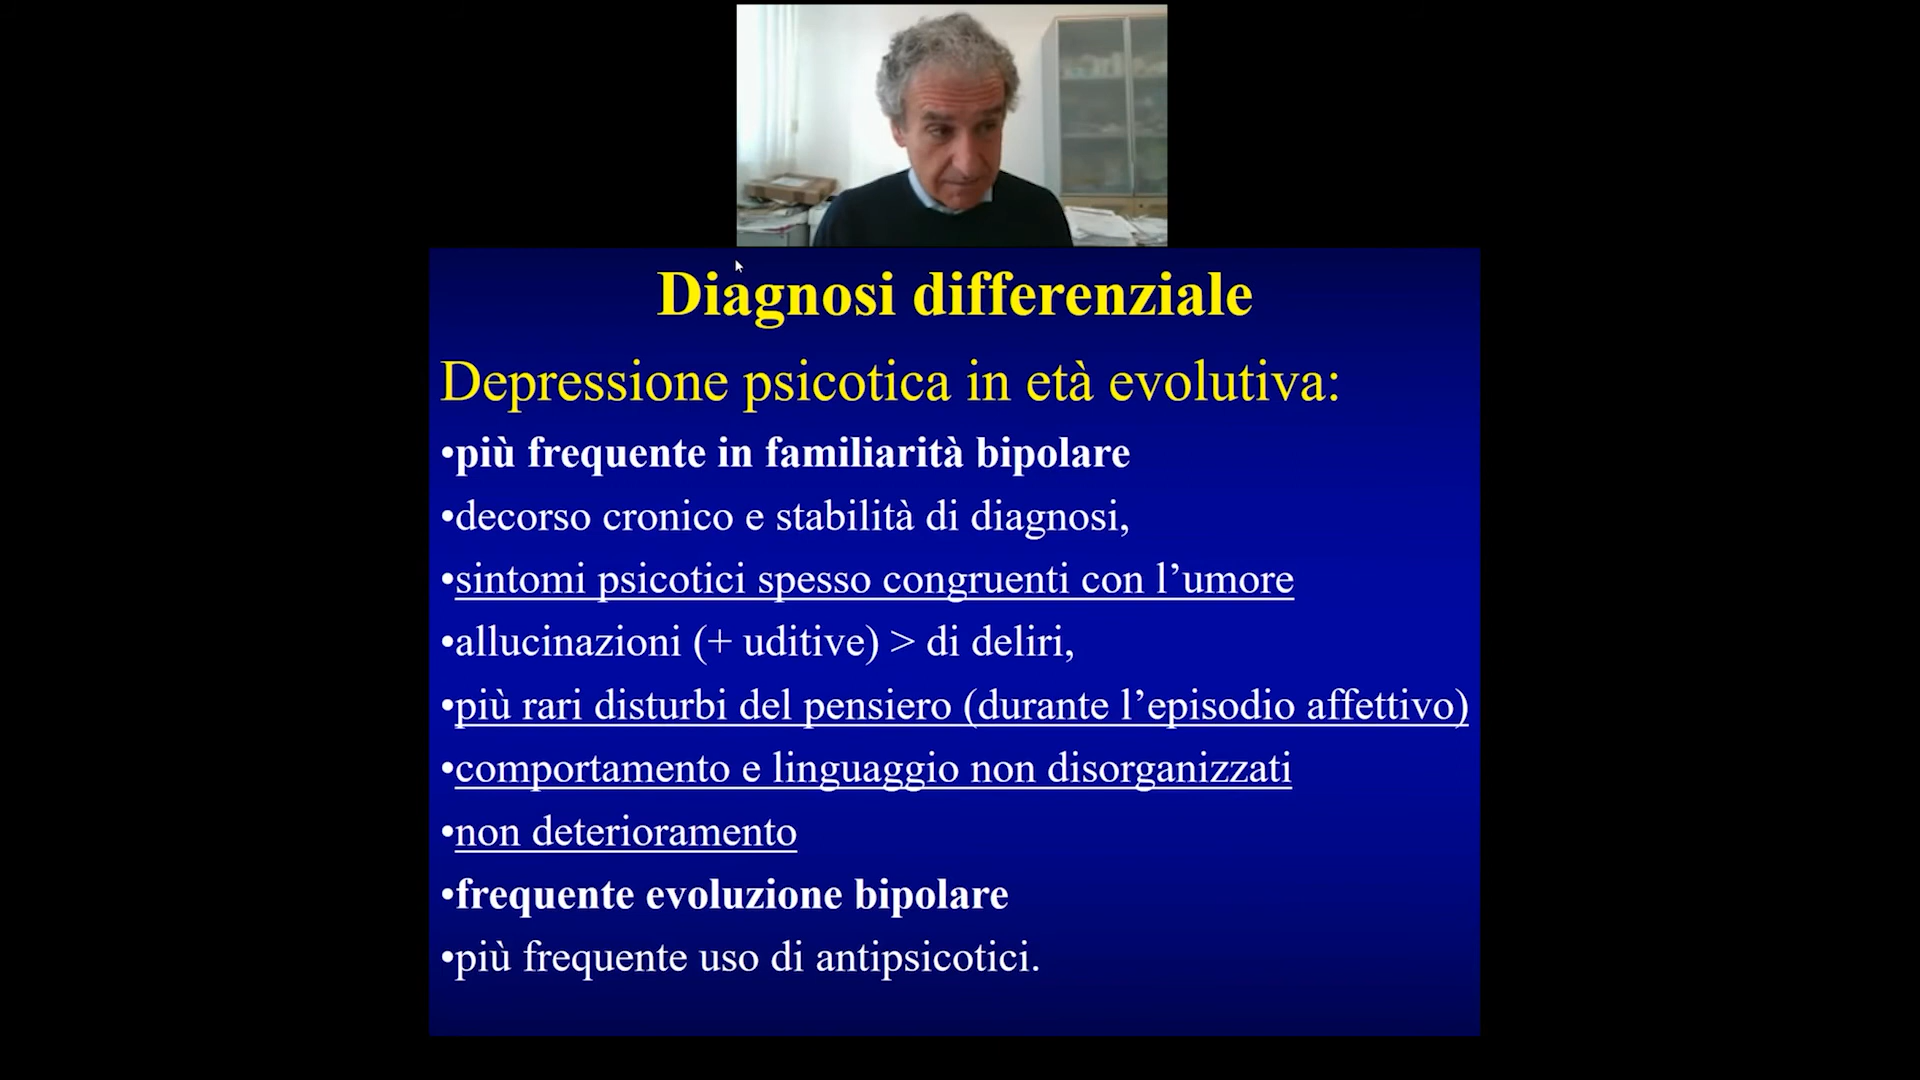 Diagnosi differenziale
Depressione psicotica in età evolutiva:
•più frequente in familiarità bipolare
•decorso cronico e stabilità di diagnosi,
•sintomi psicotici spesso congruenti con l’umore
•allucinazioni (+ uditive) > di deliri,
•più rari disturbi del pensiero (durante l’episodio affettivo)
•comportamento e linguaggio non disorganizzati
•non deterioramento
•frequente evoluzione bipolare
•più frequente uso di antipsicotici.